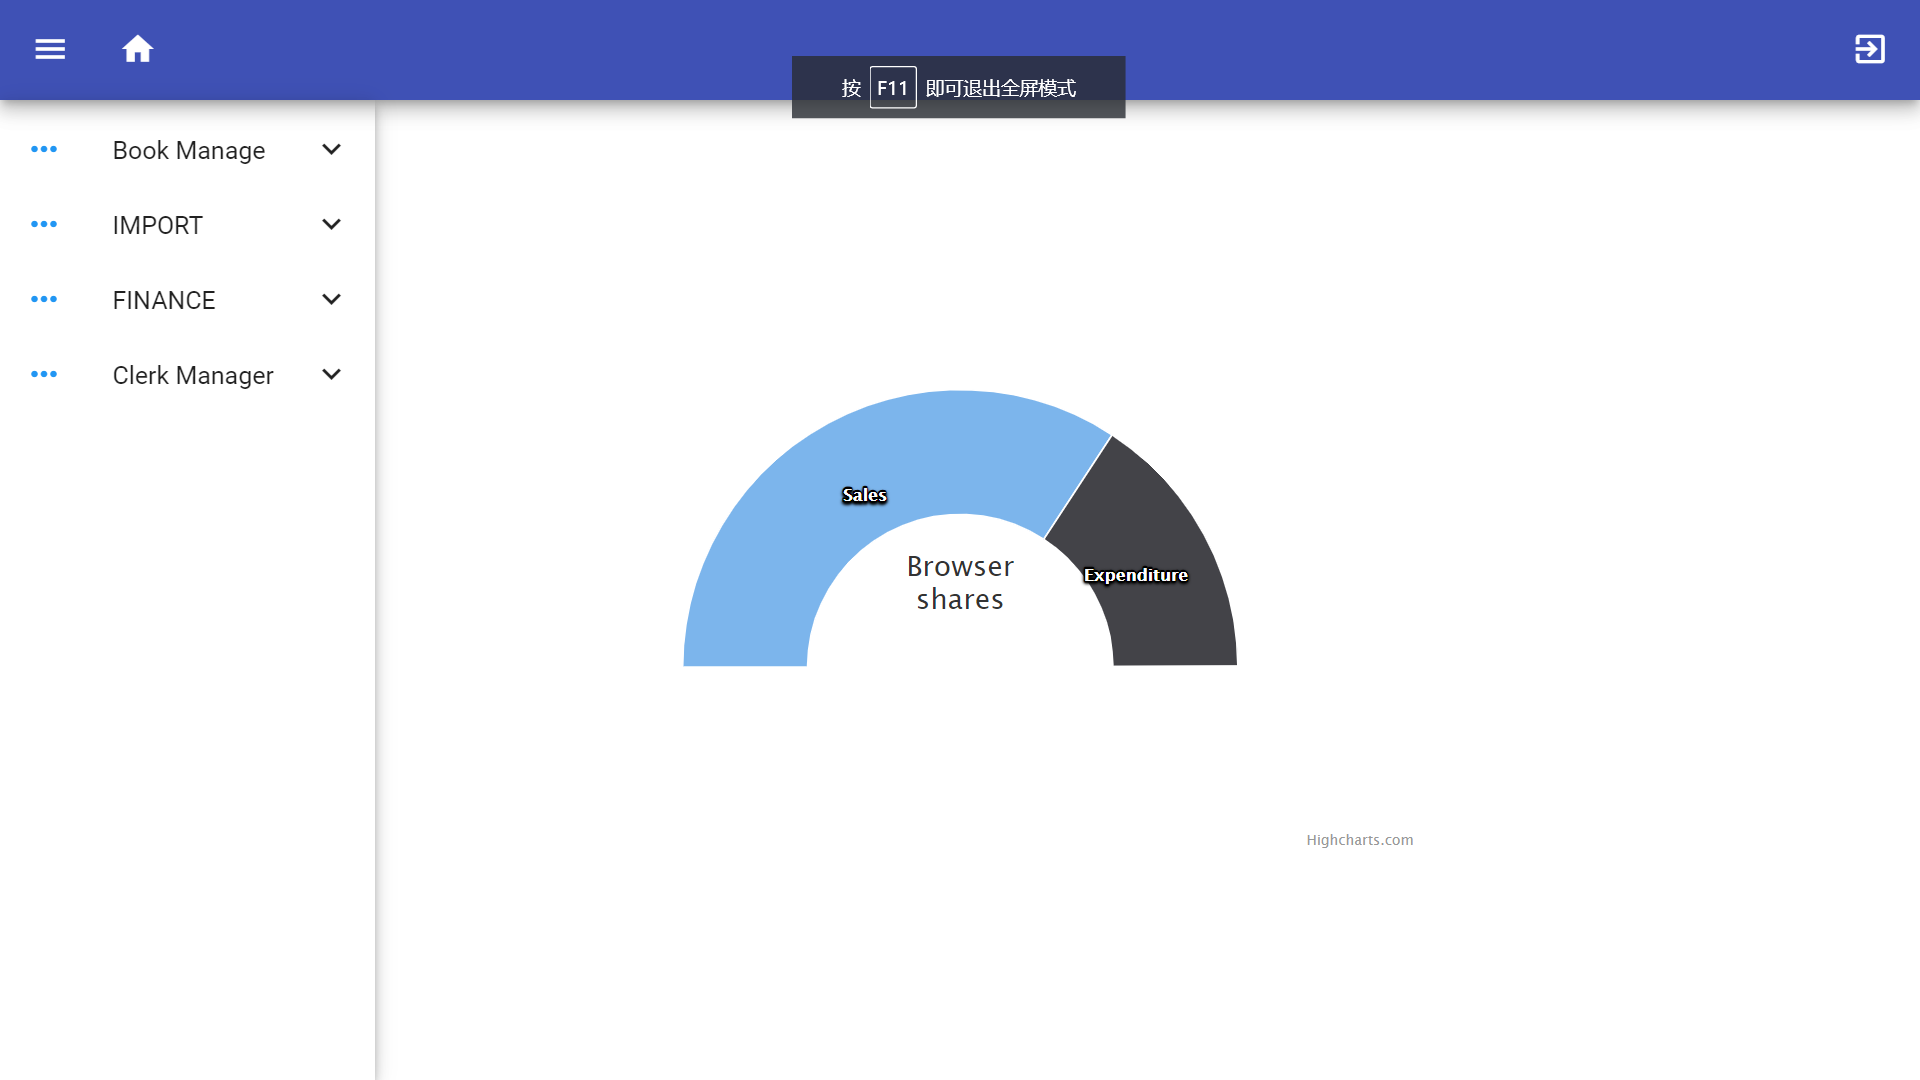 按 F11 即可退出全屏模式
Book Manage
IMPORT
FINANCE
Clerk Manager
Sales
Browser
shares
Expenditure
Highcharts.com